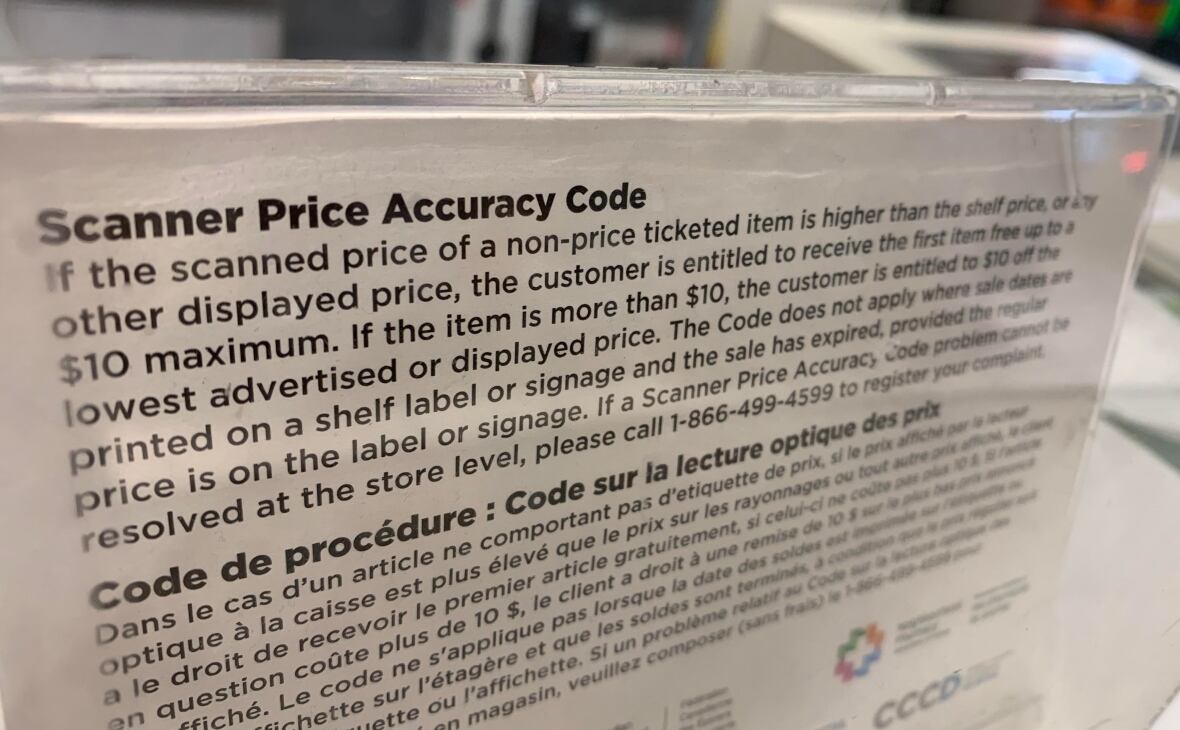 Scanner Price Accuracy Code
If the scanned price of a non-price ticketed item is higher than the shelf price, or any
other displayed price, the customer is entitled to receive the first item free up to a
$10 maximum. If the item is more than $10, the customer is entitled to $10 off the
lowest advertised or displayed price. The Code does not apply where sale dates are
printed on a shelf label or signage and the sale has expired, provided the regular
price is on the label or signage. If a Scanner Price Accuracy Code problem cannot be
resolved at the store level, please call 1-866-499-4599 to register your complaint.
Code de procédure : Code sur la lecture optique des prix
Dans le cas d'un article ne comportant pas d'etiquette de prix, si le prix affiché par le lecteur
optique à la caisse est plus élevé que le prix sur les rayonnages ou tout autre prix affiché, le client
a le droit de recevoir le premier article gratuitement, si celui-ci ne coûte pas plus 10 $. Si l'article
en question coûte plus de 10 $, le client a droit à une remise de 10 $ sur le plus bas prix annoncé
affiché. Le code ne s'applique pas lorsque la date des soldes est imprimée sur l'étiquette ou
affichette sur l'étagère et que les soldes sont terminés, à condition que le prix régulier soit
ou l'affichette. Si un problème relatif au Code sur la lecture optique des
en magasin, veuillez composer (sans frais) le 1-866-499-4599 pour
CCCD